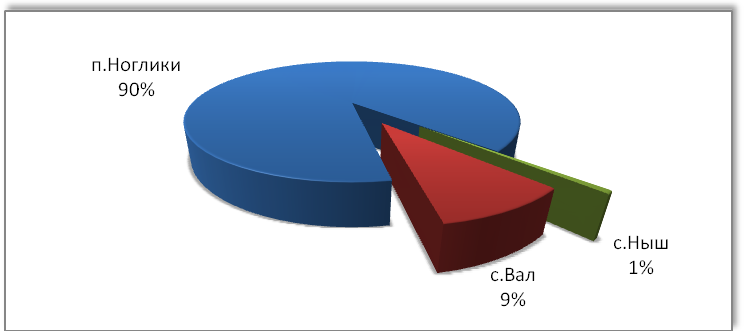 п.Ноглики
90%
с.Ныш
1%
с.Вал
9%